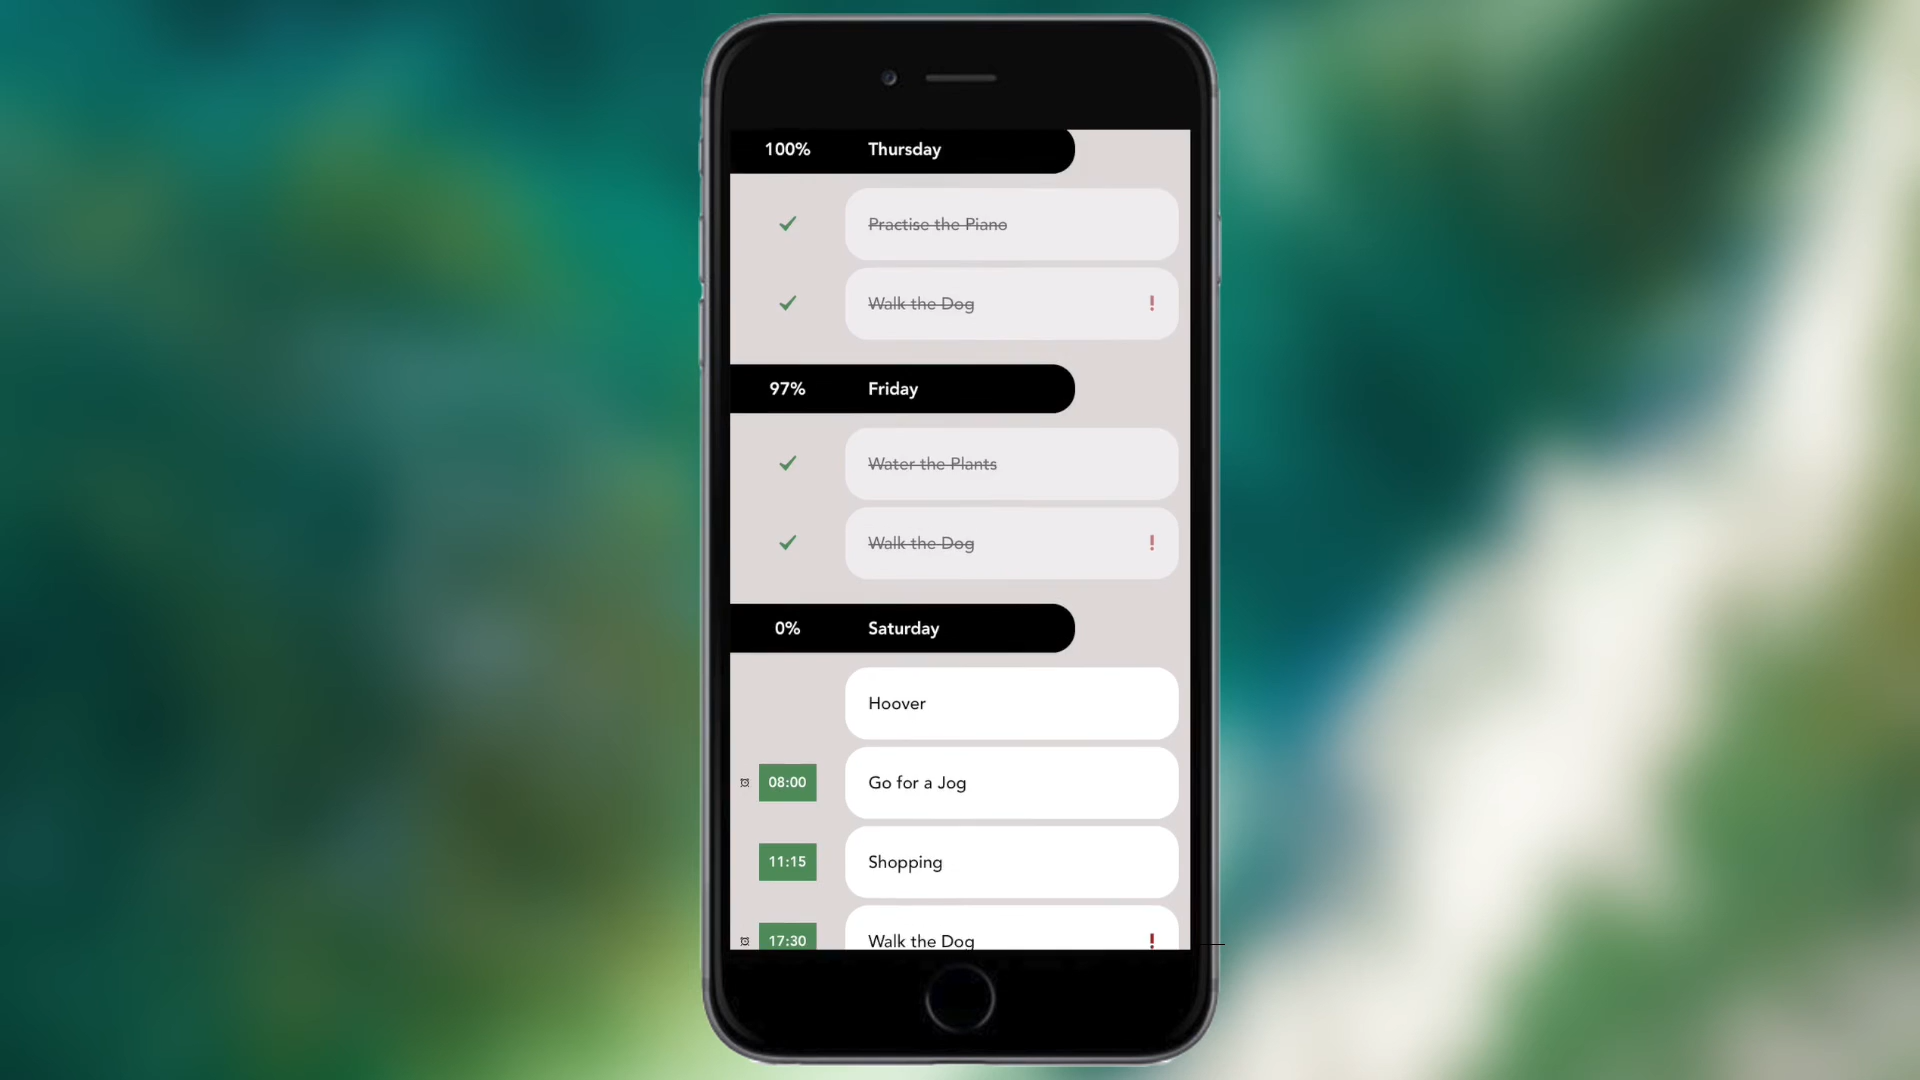 100% Thursday
Practise the Piano
Walk the Dog !
97% Friday
Water the Plants
Walk the Dog !
0% Saturday
Hoover
08:00 Go for a Jog
11:15 Shopping
17:30 Walk the Dog !